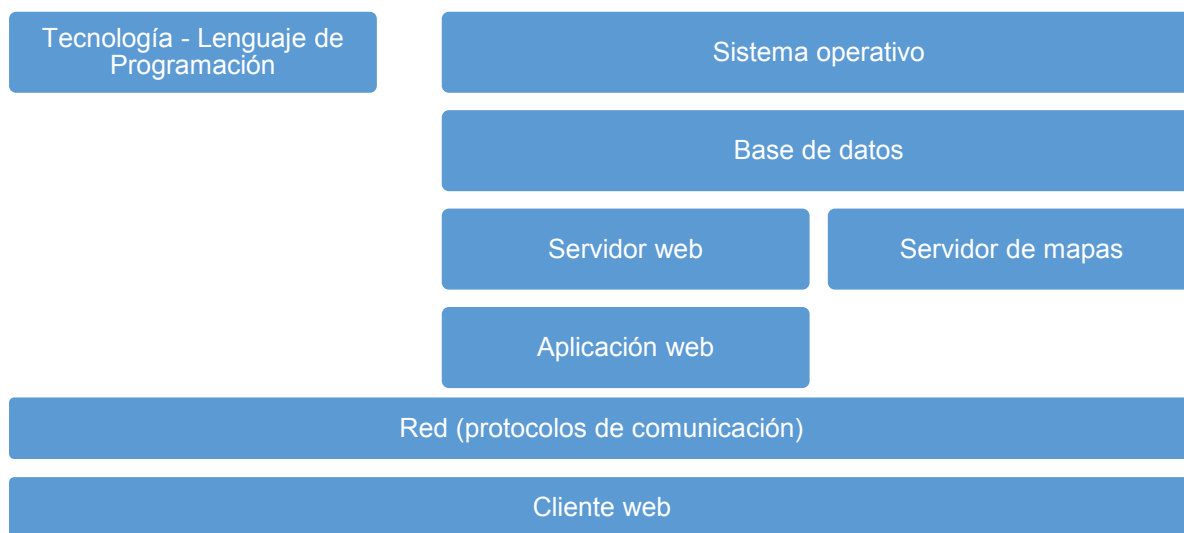 Tecnología - Lenguaje de
Programación
Sistema operativo
Base de datos
Servidor web
Servidor de mapas
Aplicación web
Red (protocolos de comunicación)
Cliente web